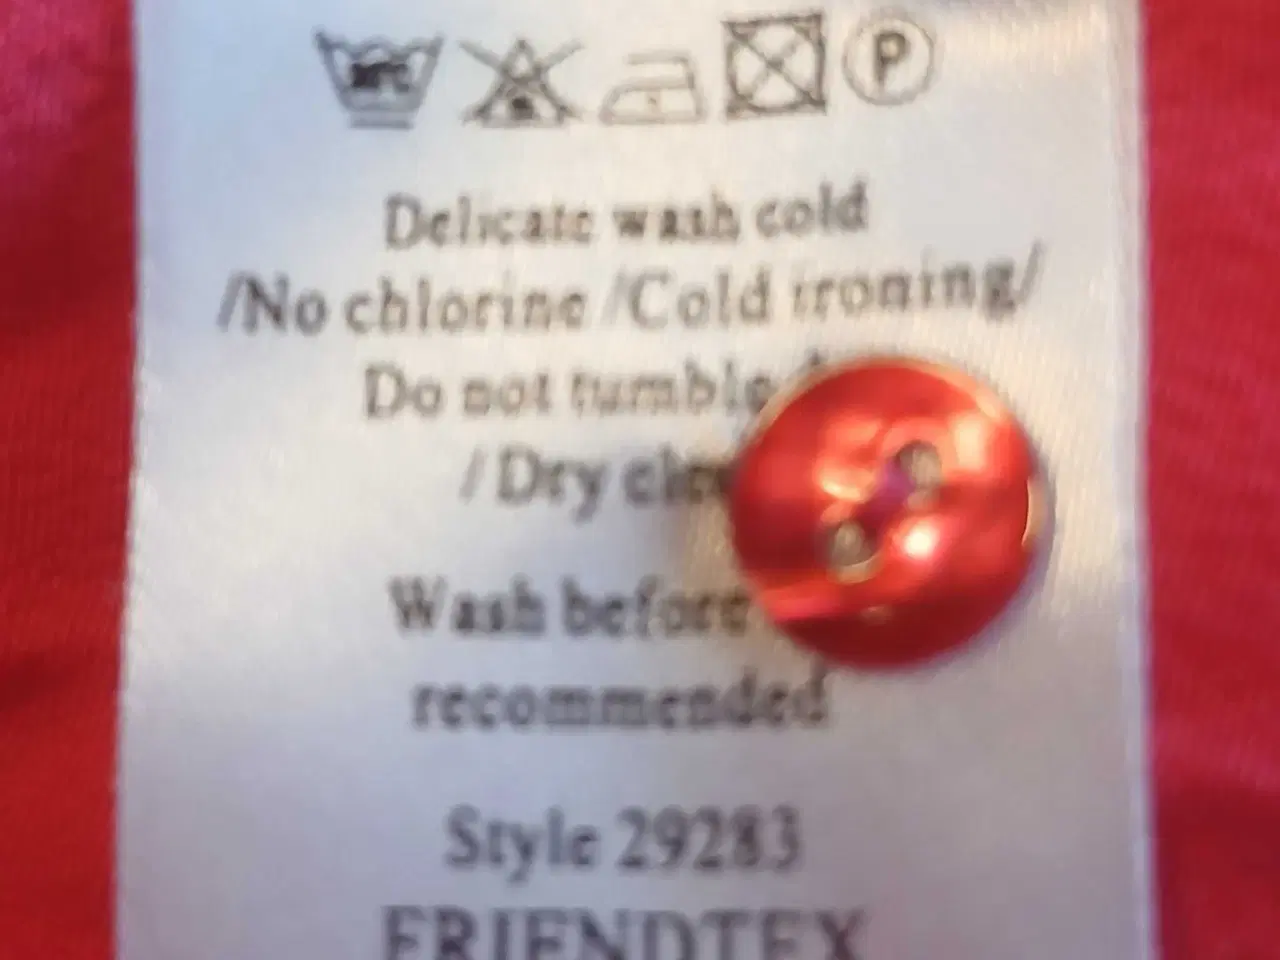 P
Delicate wash cold
/No chlorine /Cold ironing/
Do not tumble
/Dry
Wash before
recommended
Style 29283
FRIENDTEX